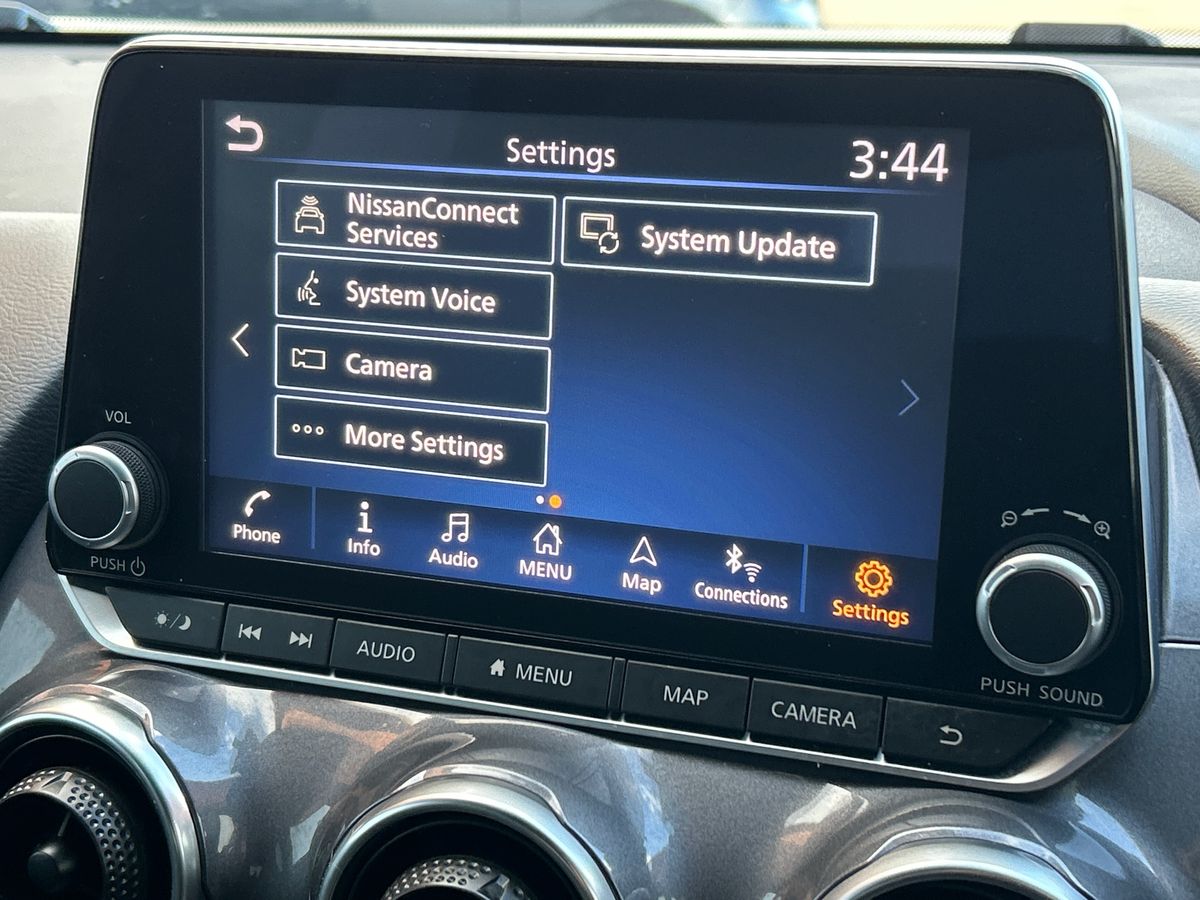 Settings
3:44
NissanConnect
Services
System Update
System Voice
Camera
More Settings
VOL
Phone
Info
Audio
MENU
Map
Connections
Settings
PUSH
PUSH SOUND
AUDIO
MENU
MAP
CAMERA